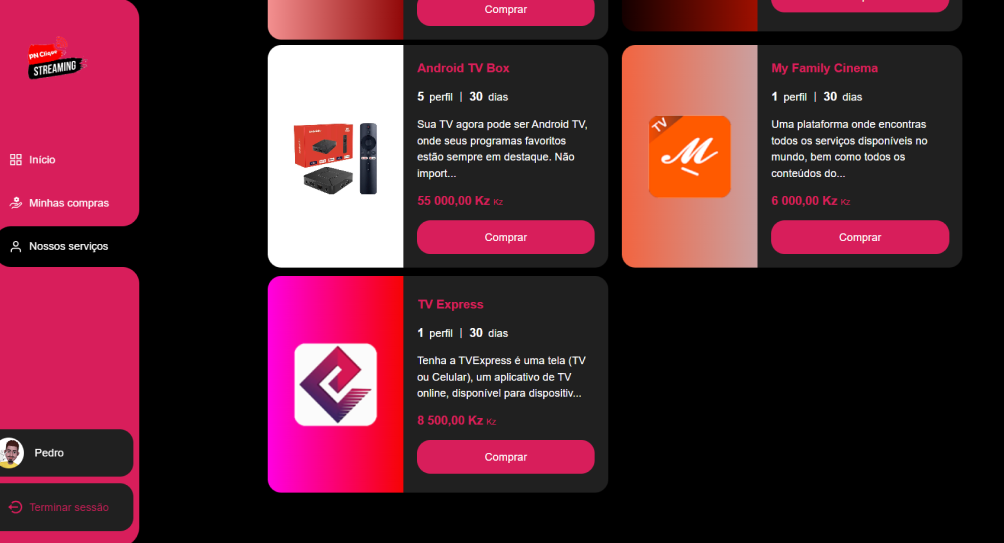 PN Clique
STREAMING
Início
Minhas compras
Nossos serviços
Pedro
Terminar sessão
Comprar
Android TV Box
5 perfil | 30 dias
Sua TV agora pode ser Android TV,
onde seus programas favoritos
estão sempre em destaque. Não
import...
55 000,00 Kz Kz
Comprar
TV
M
My Family Cinema
1 perfil | 30 dias
Uma plataforma onde encontras
todos os serviços disponíveis no
mundo, bem como todos os
conteúdos do...
6 000,00 Kz Kz
Comprar
TV Express
1 perfil | 30 dias
Tenha a TVExpress é uma tela (TV
ou Celular), um aplicativo de TV
online, disponível para dispositiv...
8 500,00 Kz Kz
Comprar